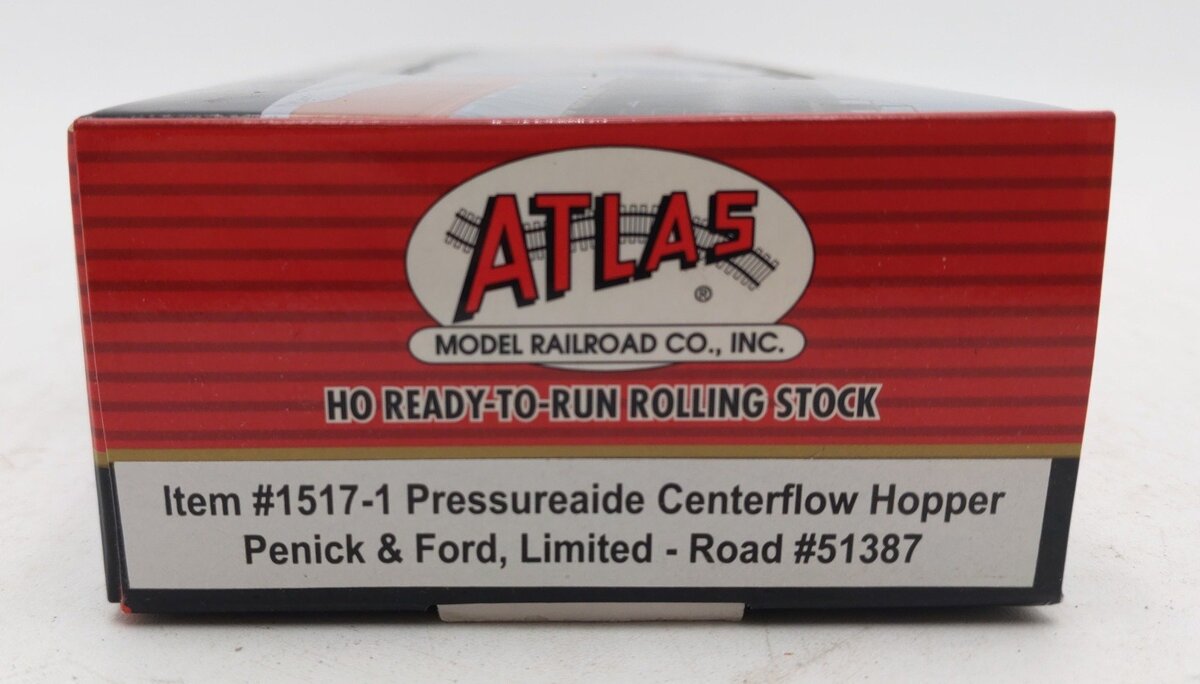 ATLAS
®
MODEL RAILROAD CO., INC.
HO READY-TO-RUN ROLLING STOCK
Item #1517-1 Pressureaide Centerflow Hopper
Penick & Ford, Limited - Road #51387